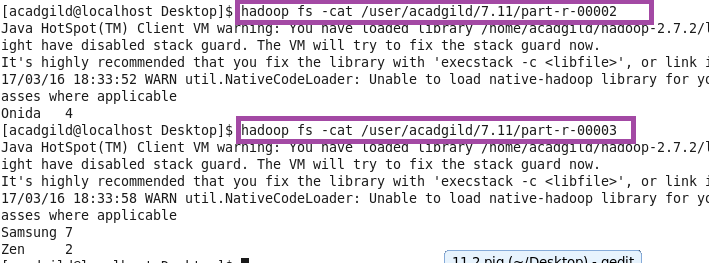 [acadgild@localhost Desktop]$ hadoop fs -cat /user/acadgild/7.11/part-r-00002
Java HotSpot(TM) Client VM warning: You have loaded library /home/acadgild/hadoop-2.7.2/l
ight have disabled stack guard. The VM will try to fix the stack guard now.
It's highly recommended that you fix the library with 'execstack -c <libfile>', or link i
17/03/16 18:33:52 WARN util.NativeCodeLoader: Unable to load native-hadoop library for yo
asses where applicable
Onida 4
[acadgild@localhost Desktop]$ hadoop fs -cat /user/acadgild/7.11/part-r-00003
Java HotSpot(TM) Client VM warning: You have loaded library /home/acadgild/hadoop-2.7.2/l
ight have disabled stack guard. The VM will try to fix the stack guard now.
It's highly recommended that you fix the library with 'execstack -c <libfile>', or link i
17/03/16 18:33:58 WARN util.NativeCodeLoader: Unable to load native-hadoop library for yo
asses where applicable
Samsung 7
Zen 2
[acadgild@localhost Desktop]$
11.2.pig (~/Desktop) - gedit